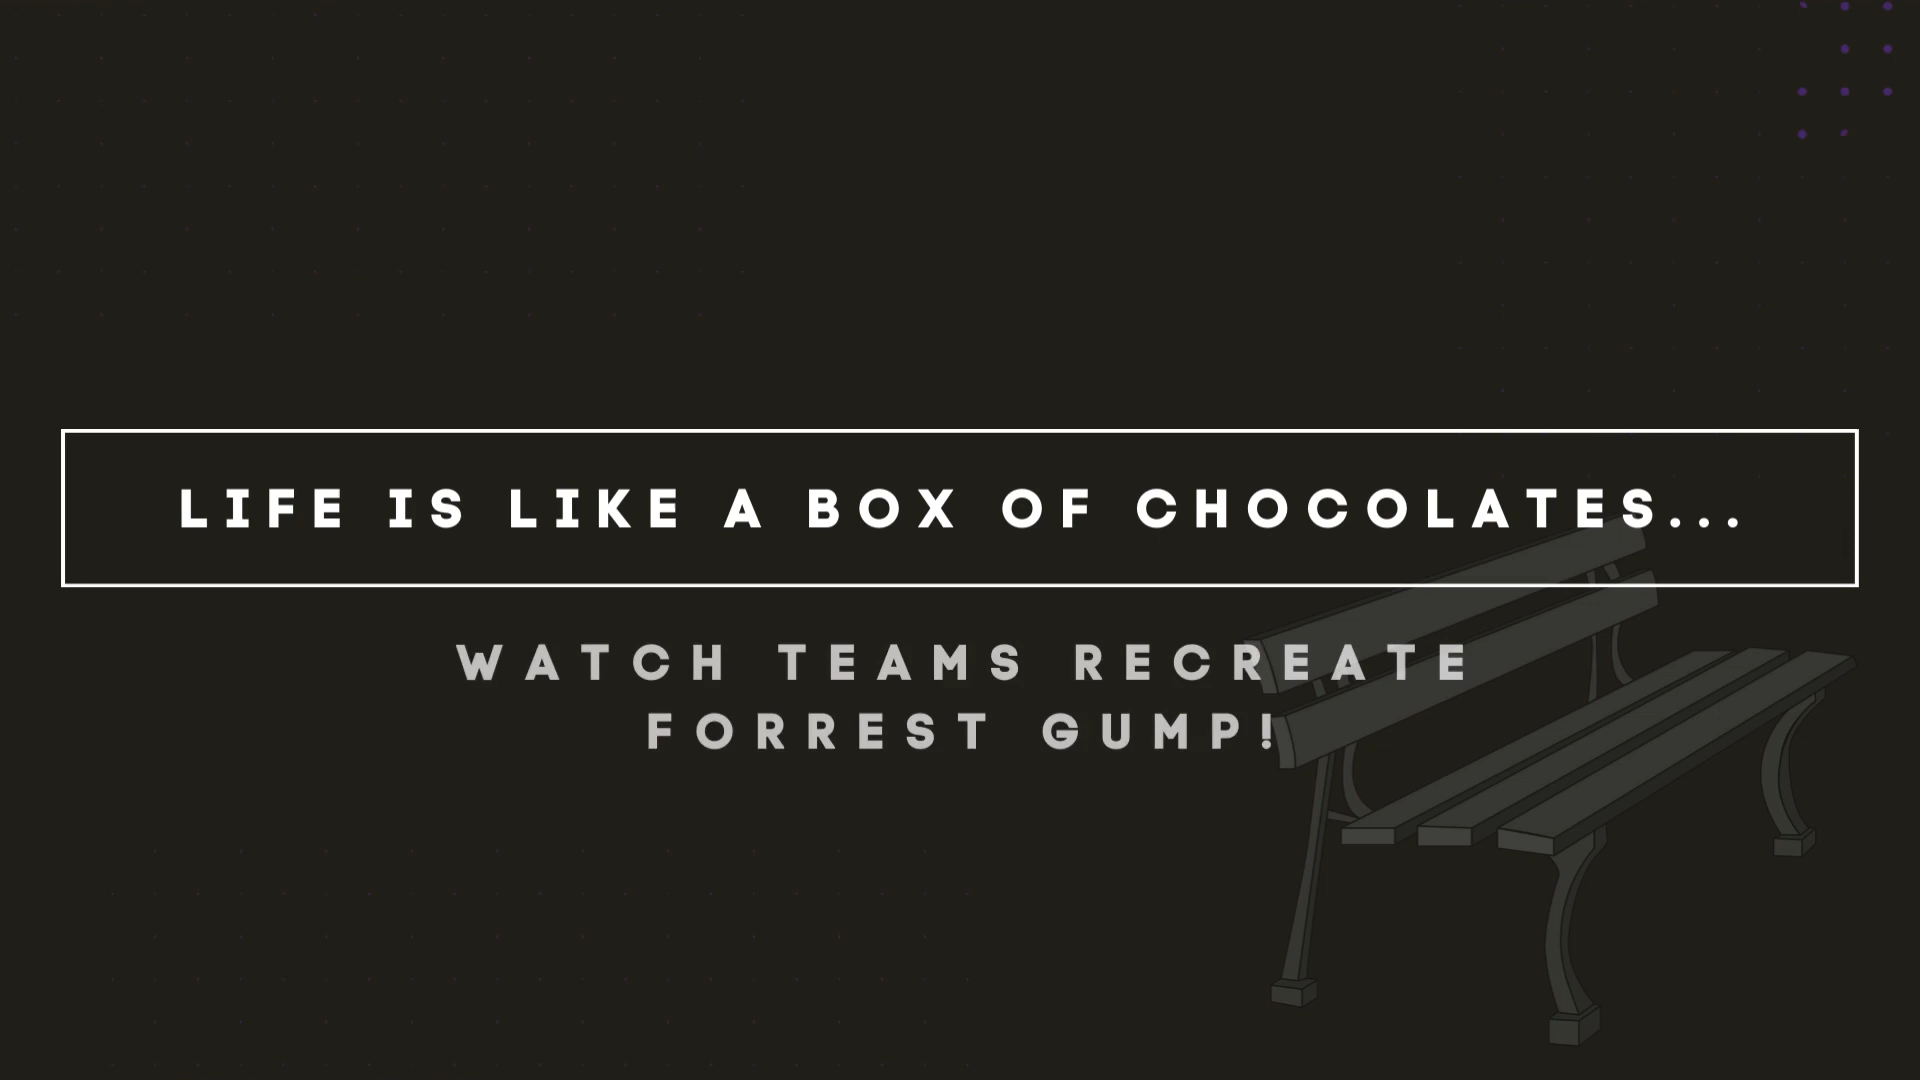 LIFE IS LIKE A BOX OF CHOCOLATES...
WATCH TEAMS RECREATE
FORREST GUMP!